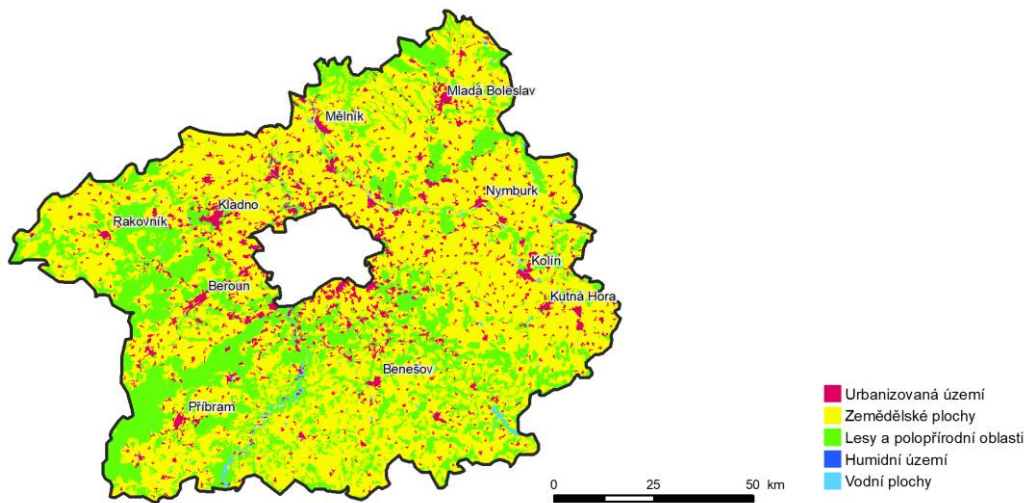 Mladá Boleslav
Mělník
Nymburk
Kladno
Rakovník
Kolín
Beroun
Kutná Hora
Benešov
Příbram
Urbanizovaná území
Zemědělské plochy
Lesy a polopřírodní oblasti
Humidní území
Vodní plochy
0 25 50 km